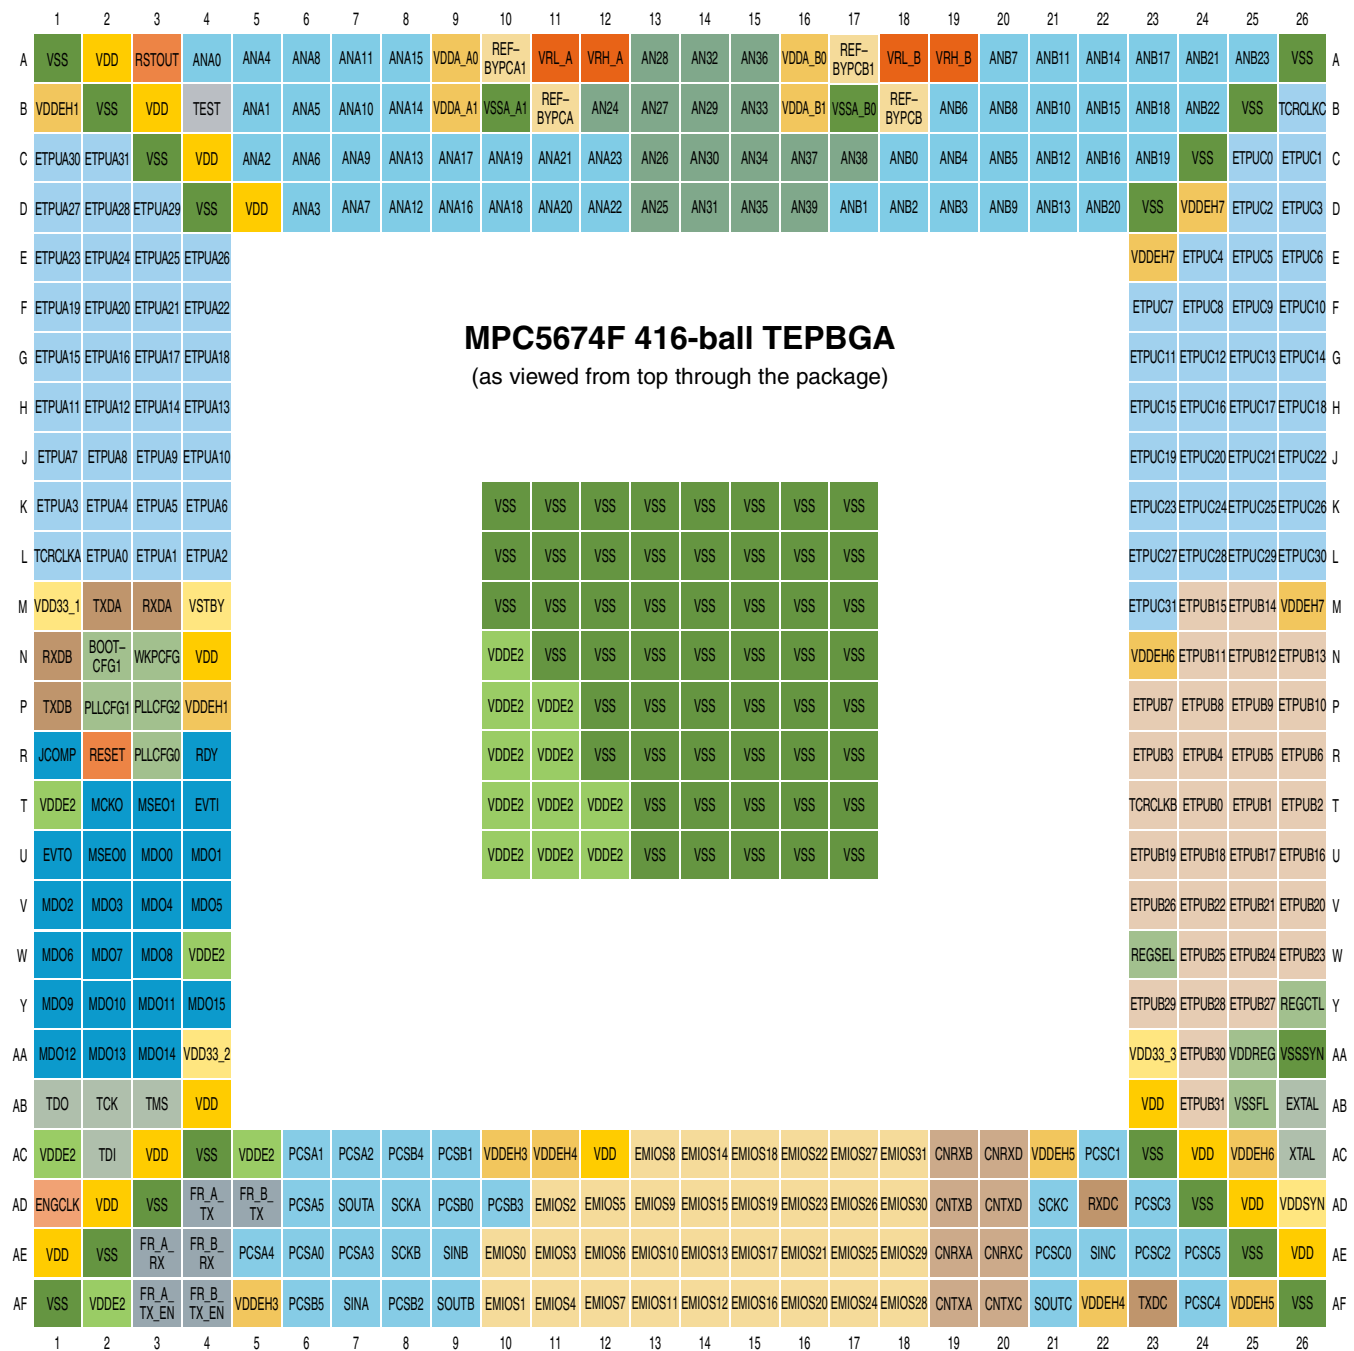 1 2 3 4 5 6 7 8 9 10 11 12 13 14 15 16 17 18 19 20 21 22 23 24 25 26
A VSS VDD RSTOUT ANA0 ANA4 ANA8 ANA11 ANA15 VDDA_A0 REF–BYPCA1 VRL_A VRH_A AN28 AN32 AN36 VDDA_B0 REF–BYPCB1 VRL_B VRH_B ANB7 ANB11 ANB14 ANB17 ANB21 ANB23 VSS A
B VDDEH1 VSS VDD TEST ANA1 ANA5 ANA10 ANA14 VDDA_A1 VSSA_A1 REF–BYPCA AN24 AN27 AN29 AN33 VDDA_B1 VSSA_B0 REF–BYPCB ANB6 ANB8 ANB10 ANB15 ANB18 ANB22 VSS TCRCLKC B
C ETPUA30 ETPUA31 VSS VDD ANA2 ANA6 ANA9 ANA13 ANA17 ANA19 ANA21 ANA23 AN26 AN30 AN34 AN37 AN38 ANB0 ANB4 ANB5 ANB12 ANB16 ANB19 VSS ETPUC0 ETPUC1 C
D ETPUA27 ETPUA28 ETPUA29 VSS VDD ANA3 ANA7 ANA12 ANA16 ANA18 ANA20 ANA22 AN25 AN31 AN35 AN39 ANB1 ANB2 ANB3 ANB9 ANB13 ANB20 VSS VDDEH7 ETPUC2 ETPUC3 D
E ETPUA23 ETPUA24 ETPUA25 ETPUA26 VDDEH7 ETPUC4 ETPUC5 ETPUC6 E
F ETPUA19 ETPUA20 ETPUA21 ETPUA22 ETPUC7 ETPUC8 ETPUC9 ETPUC10 F
MPC5674F 416-ball TEPBGA
G ETPUA15 ETPUA16 ETPUA17 ETPUA18 ETPUC11 ETPUC12 ETPUC13 ETPUC14 G
(as viewed from top through the package)
H ETPUA11 ETPUA12 ETPUA14 ETPUA13 ETPUC15 ETPUC16 ETPUC17 ETPUC18 H
J ETPUA7 ETPUA8 ETPUA9 ETPUA10 ETPUC19 ETPUC20 ETPUC21 ETPUC22 J
K ETPUA3 ETPUA4 ETPUA5 ETPUA6 VSS VSS VSS VSS VSS VSS VSS VSS ETPUC23 ETPUC24 ETPUC25 ETPUC26 K
L TCRCLKA ETPUA0 ETPUA1 ETPUA2 VSS VSS VSS VSS VSS VSS VSS VSS ETPUC27 ETPUC28 ETPUC29 ETPUC30 L
M VDD33_1 TXDA RXDA VSTBY VSS VSS VSS VSS VSS VSS VSS VSS ETPUC31 ETPUB15 ETPUB14 VDDEH7 M
N RXDB BOOT–CFG1 WKPCFG VDD VDDE2 VSS VSS VSS VSS VSS VSS VSS VDDEH6 ETPUB11 ETPUB12 ETPUB13 N
P TXDB PLLCFG1 PLLCFG2 VDDEH1 VDDE2 VDDE2 VSS VSS VSS VSS VSS VSS ETPUB7 ETPUB8 ETPUB9 ETPUB10 P
R JCOMP RESET PLLCFG0 RDY VDDE2 VDDE2 VSS VSS VSS VSS VSS VSS ETPUB3 ETPUB4 ETPUB5 ETPUB6 R
T VDDE2 MCKO MSEO1 EVTI VDDE2 VDDE2 VDDE2 VSS VSS VSS VSS VSS TCRCLKB ETPUB0 ETPUB1 ETPUB2 T
U EVTO MSEO0 MDO0 MDO1 VDDE2 VDDE2 VDDE2 VSS VSS VSS VSS VSS ETPUB19 ETPUB18 ETPUB17 ETPUB16 U
V MDO2 MDO3 MDO4 MDO5 ETPUB26 ETPUB22 ETPUB21 ETPUB20 V
W MDO6 MDO7 MDO8 VDDE2 REGSEL ETPUB25 ETPUB24 ETPUB23 W
Y MDO9 MDO10 MDO11 MDO15 ETPUB29 ETPUB28 ETPUB27 REGCTL Y
AA MDO12 MDO13 MDO14 VDD33_2 VDD33_3 ETPUB30 VDDREG VSSSYN AA
AB TDO TCK TMS VDD VDD ETPUB31 VSSFL EXTAL AB
AC VDDE2 TDI VDD VSS VDDE2 PCSA1 PCSA2 PCSB4 PCSB1 VDDEH3 VDDEH4 VDD EMIOS8 EMIOS14 EMIOS18 EMIOS22 EMIOS27 EMIOS31 CNRXB CNRXD VDDEH5 PCSC1 VSS VDD VDDEH6 XTAL AC
AD ENGCLK VDD VSS FR_A_TX FR_B_TX PCSA5 SOUTA SCKA PCSB0 PCSB3 EMIOS2 EMIOS5 EMIOS9 EMIOS15 EMIOS19 EMIOS23 EMIOS26 EMIOS30 CNTXB CNTXD SCKC RXDC PCSC3 VSS VDD VDDSYN AD
AE VDD VSS FR_A_RX FR_B_RX PCSA4 PCSA0 PCSA3 SCKB SINB EMIOS0 EMIOS3 EMIOS6 EMIOS10 EMIOS13 EMIOS17 EMIOS21 EMIOS25 EMIOS29 CNRXA CNRXC PCSC0 SINC PCSC2 PCSC5 VSS VDD AE
AF VSS VDDE2 FR_A_TX_EN FR_B_TX_EN VDDEH3 PCSB5 SINA PCSB2 SOUTB EMIOS1 EMIOS4 EMIOS7 EMIOS11 EMIOS12 EMIOS16 EMIOS20 EMIOS24 EMIOS28 CNTXA CNTXC SOUTC VDDEH4 TXDC PCSC4 VDDEH5 VSS AF
1 2 3 4 5 6 7 8 9 10 11 12 13 14 15 16 17 18 19 20 21 22 23 24 25 26